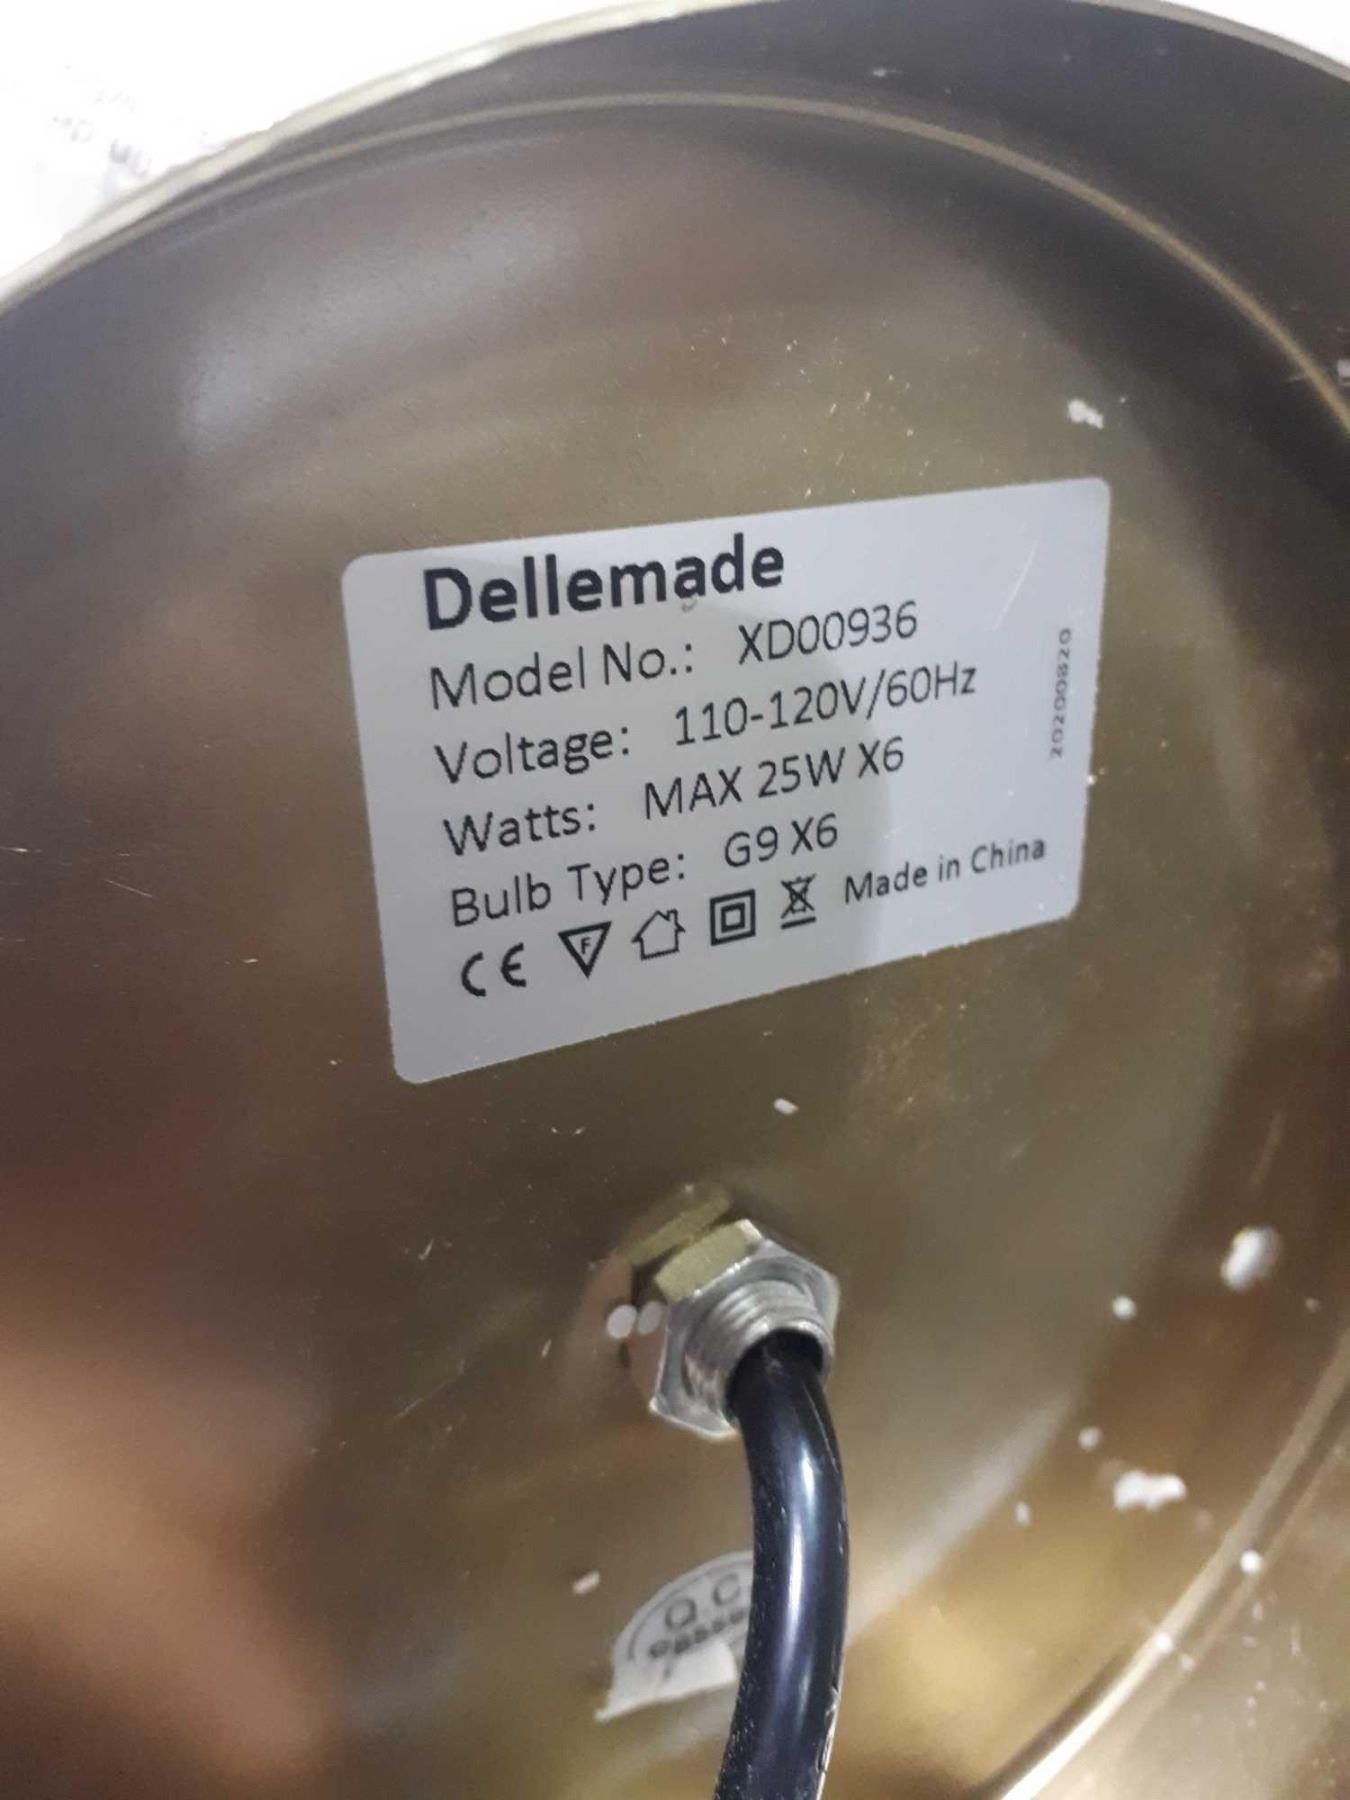 Dellemade
Model No.: XD00936
Voltage: 110-120V/60Hz
Watts: MAX 25W X6
Bulb Type: G9 X6
CE F Made in China
20200820
Q C